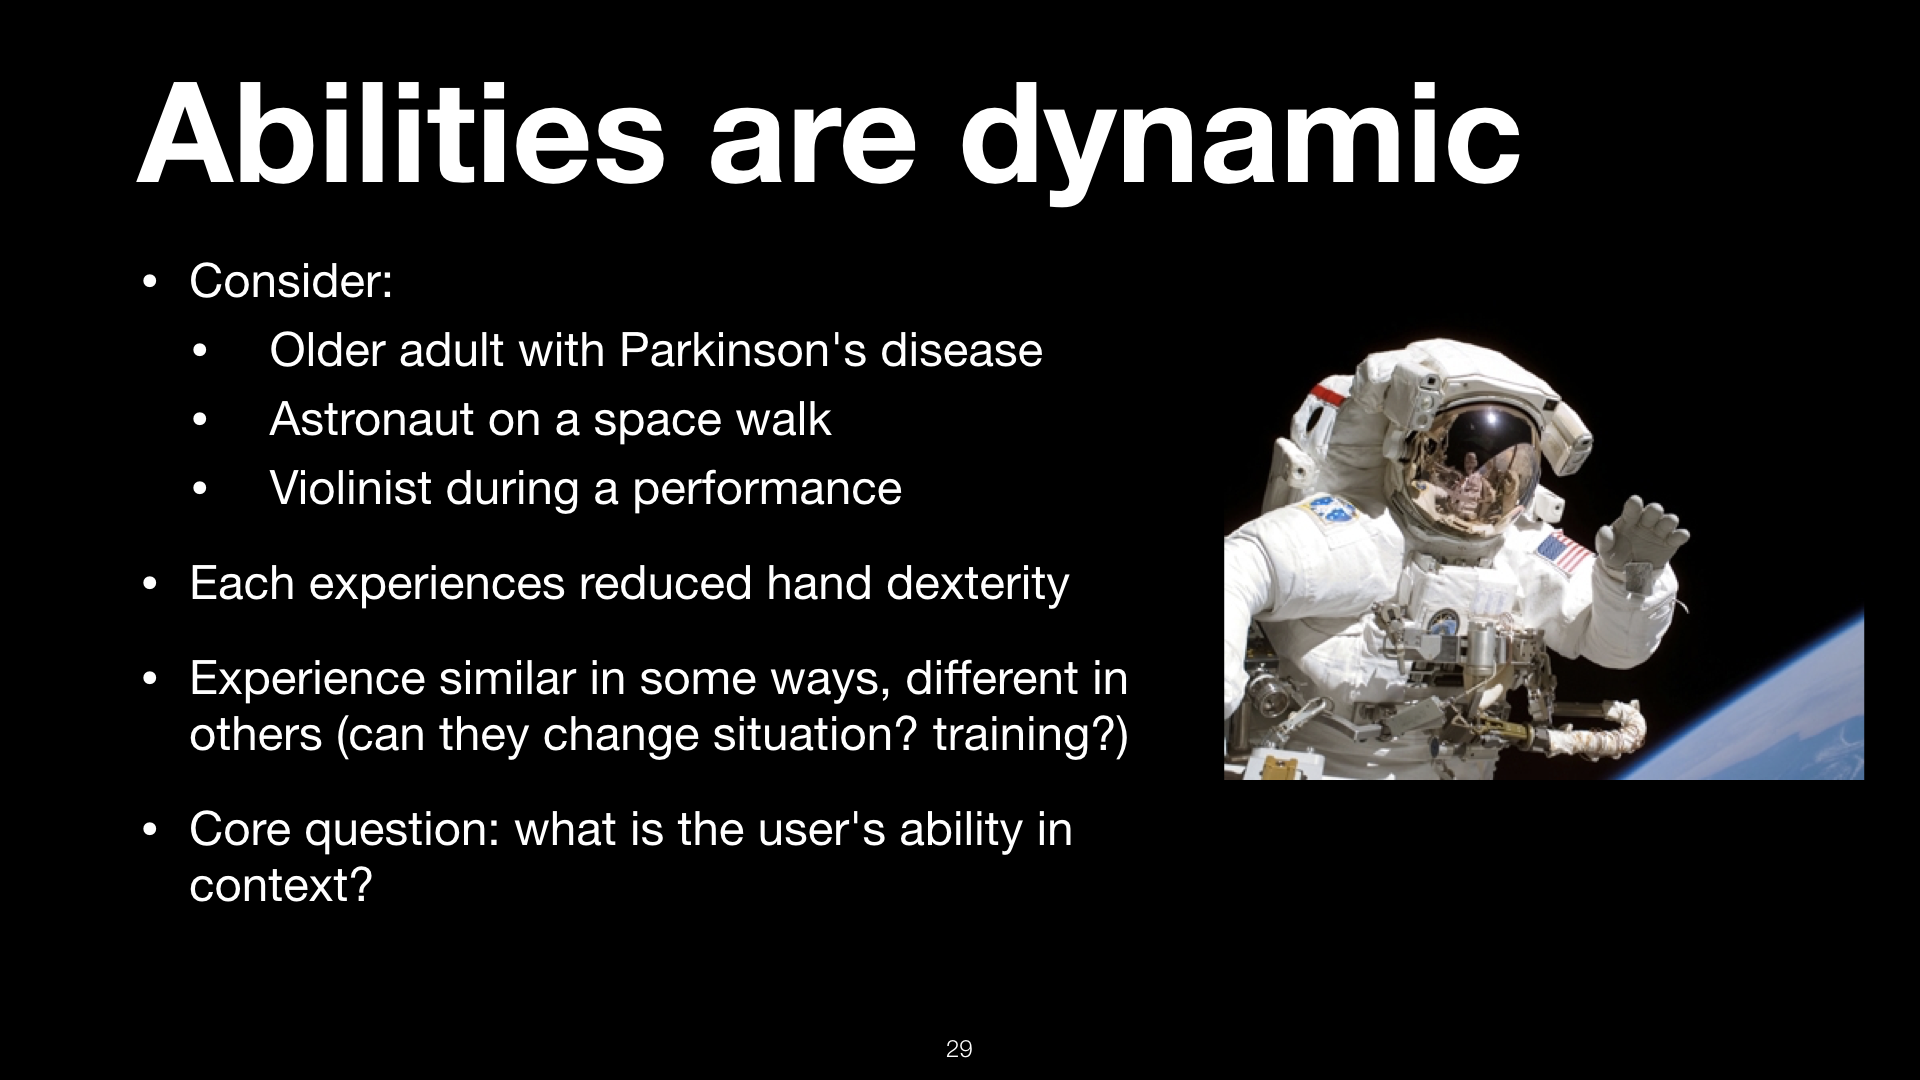 Abilities are dynamic
• Consider:
• Older adult with Parkinson's disease
• Astronaut on a space walk
• Violinist during a performance
• Each experiences reduced hand dexterity
• Experience similar in some ways, different in
others (can they change situation? training?)
• Core question: what is the user's ability in
context?
29